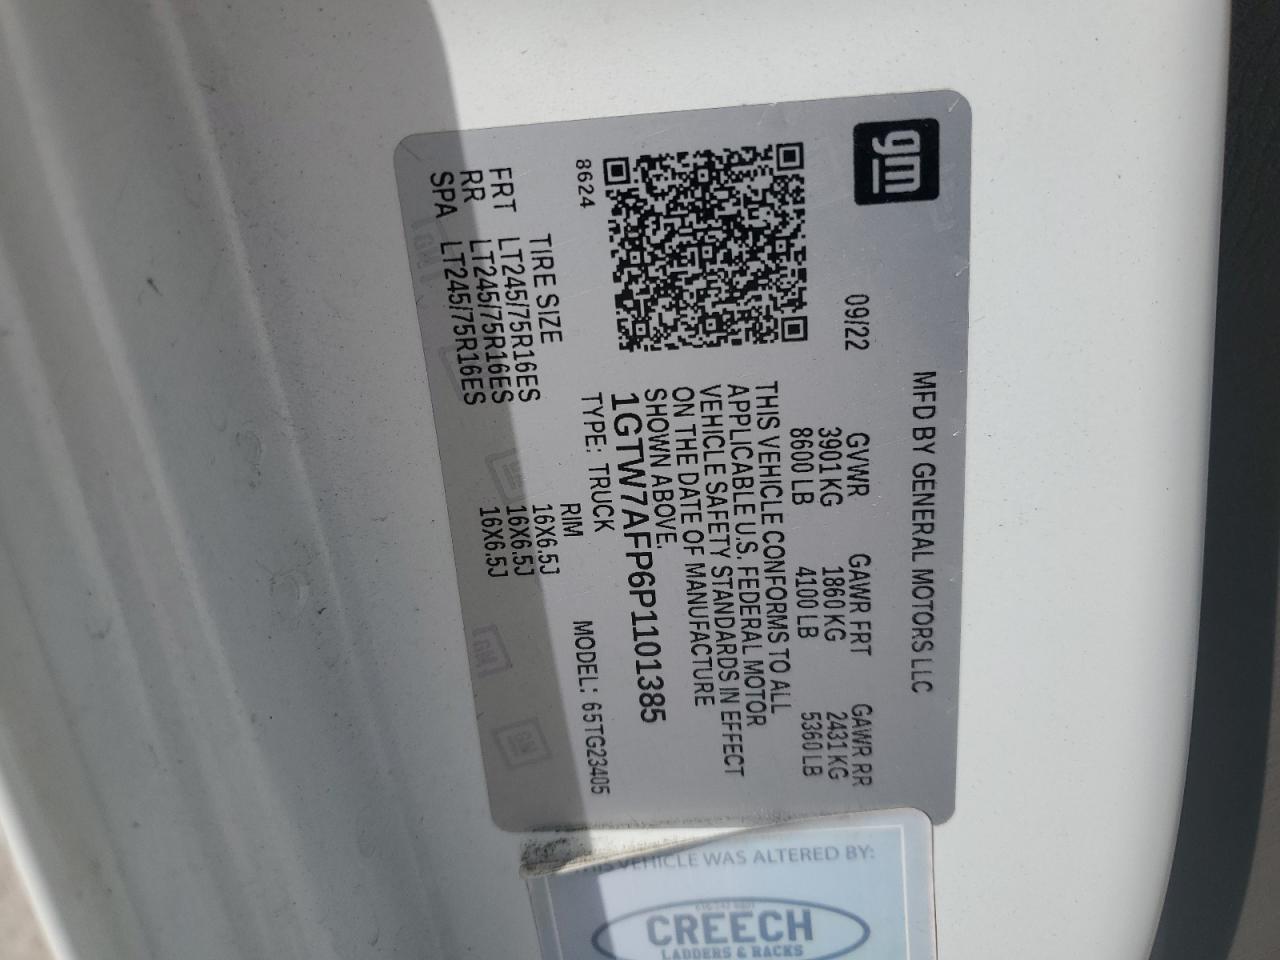 gm
MFD BY GENERAL MOTORS LLC
09/22 GVWR GAWR FRT GAWR RR
3901KG 1860 KG 2431 KG
8600 LB 4100 LB 5360 LB
THIS VEHICLE CONFORMS TO ALL
APPLICABLE U.S. FEDERAL MOTOR
VEHICLE SAFETY STANDARDS IN EFFECT
ON THE DATE OF MANUFACTURE
SHOWN ABOVE.
1GTW7AFP6P1101385
8624 TYPE: TRUCK MODEL: 65TG23405
TIRE SIZE RIM
FRT LT245/75R16ES 16X6.5J
RR LT245/75R16ES 16X6.5J
SPA LT245/75R16ES 16X6.5J
THIS VEHICLE WAS ALTERED BY:
CREECH
LADDERS & RACKS